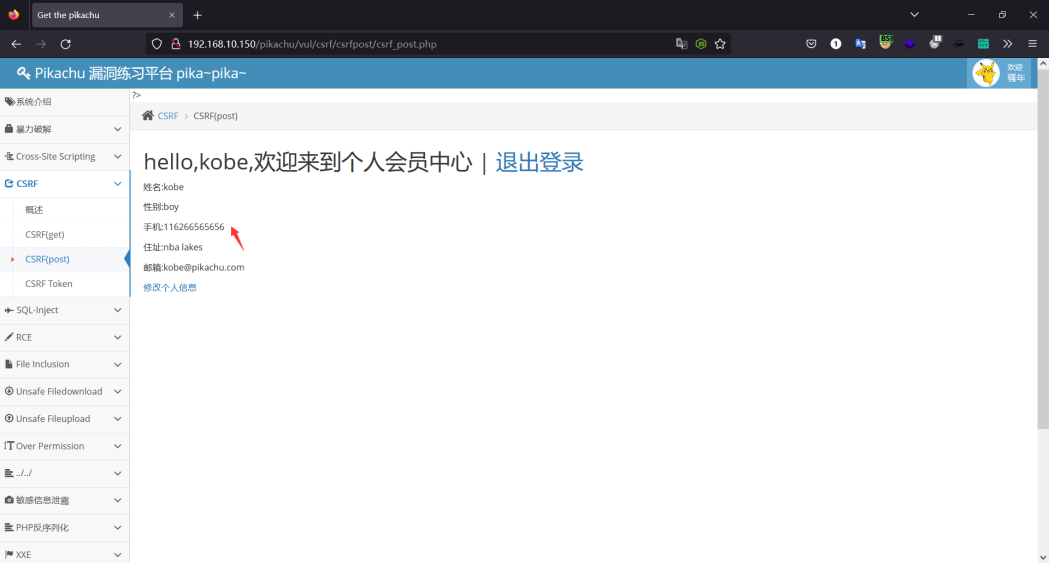 Get the pikachu
192.168.10.150/pikachu/vul/csrf/csrfpost/csrf_post.php
Pikachu 漏洞练习平台 pika~pika~
欢迎
骚年
?>
系统介绍
暴力破解
Cross-Site Scripting
CSRF
概述
CSRF(get)
CSRF(post)
CSRF Token
SQL-Inject
RCE
File Inclusion
Unsafe Filedownload
Unsafe Fileupload
Over Permission
../../
敏感信息泄露
PHP反序列化
XXE
CSRF > CSRF(post)
hello,kobe,欢迎来到个人会员中心 | 退出登录
姓名:kobe
性别:boy
手机:116266565656
住址:nba lakes
邮箱:kobe@pikachu.com
修改个人信息